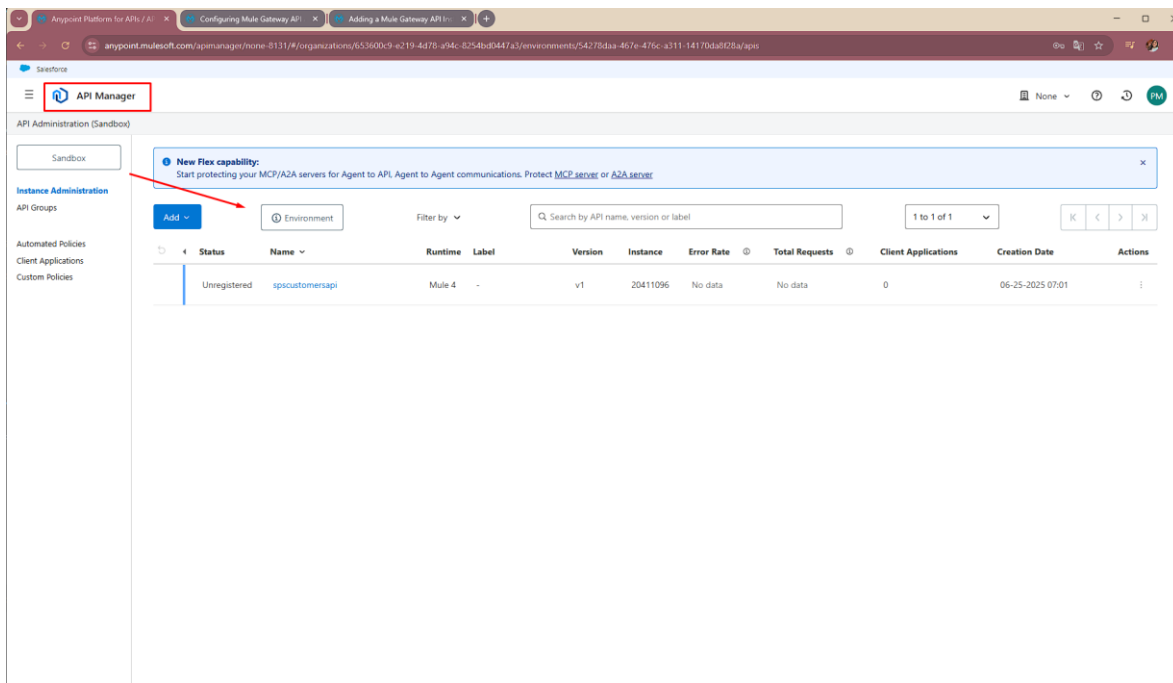 Anypoint Platform for APIs / AP
Configuring Mule Gateway API
Adding a Mule Gateway API In
anypoint.mulesoft.com/apimanager/none-8131/#/organizations/653600c9-e219-4d78-a94c-8254bd0447a3/environments/54278daa-467e-476c-a311-14170da8f28a/apis
Salesforce
API Manager
None
PM
API Administration (Sandbox)
Sandbox
Instance Administration
API Groups
Automated Policies
Client Applications
Custom Policies
New Flex capability:
Start protecting your MCP/A2A servers for Agent to API, Agent to Agent communications. Protect MCP server or A2A server
Add
Environment
Filter by
Search by API name, version or label
1 to 1 of 1
Status Name Runtime Label Version Instance Error Rate Total Requests Client Applications Creation Date Actions
Unregistered spscustomersapi Mule 4 - v1 20411096 No data No data 0 06-25-2025 07:01